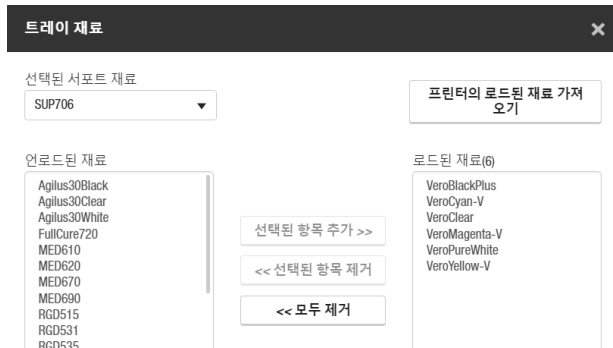 트레이 재료
선택된 서포트 재료
SUP706
프린터의 로드된 재료 가져
오기
언로드된 재료
Agilus30Black
Agilus30Clear
Agilus30White
FullCure720
MED610
MED620
MED670
MED690
RGD515
RGD531
RGD535
선택된 항목 추가 >>
<< 선택된 항목 제거
<< 모두 제거
로드된 재료(6)
VeroBlackPlus
VeroCyan-V
VeroClear
VeroMagenta-V
VeroPureWhite
VeroYellow-V